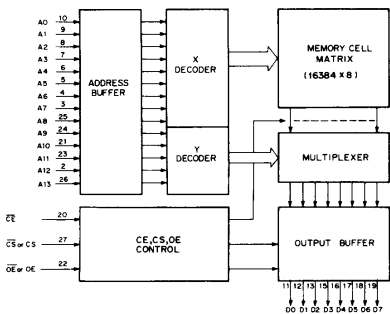 A0 10
A1 9
A2 8
A3 7
A4 6
A5 5
A6 4
A7 3
A8 25
A9 24
A10 21
A11 23
A12 2
A13 26
ADDRESS
BUFFER
X
DECODER
Y
DECODER
MEMORY CELL
MATRIX
(16384 X 8)
MULTIPLEXER
CE 20
CS or CS 27
OE or OE 22
CE,CS,OE
CONTROL
OUTPUT BUFFER
11 12 13 15 16 17 18 19
D0 D1 D2 D3 D4 D5 D6 D7